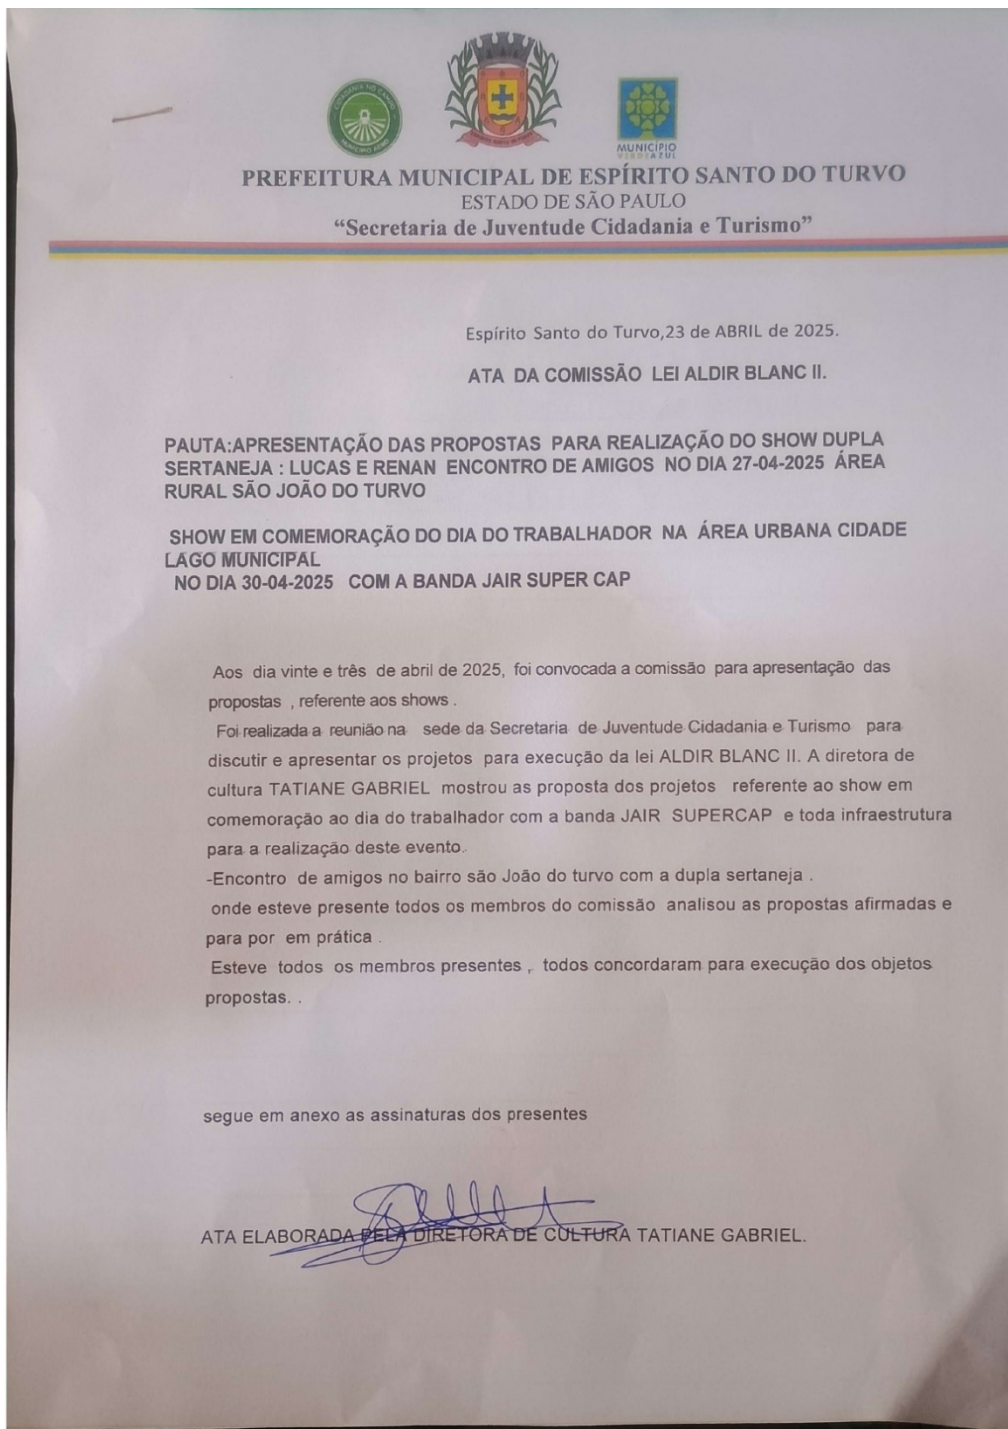 CIDADANIA NO CAMPO
MUNICÍPIO AGRO
MUNICÍPIO
VERDEAZUL
PREFEITURA MUNICIPAL DE ESPÍRITO SANTO DO TURVO
ESTADO DE SÃO PAULO
“Secretaria de Juventude Cidadania e Turismo”
Espírito Santo do Turvo,23 de ABRIL de 2025.
ATA DA COMISSÃO LEI ALDIR BLANC II.
PAUTA:APRESENTAÇÃO DAS PROPOSTAS PARA REALIZAÇÃO DO SHOW DUPLA
SERTANEJA : LUCAS E RENAN ENCONTRO DE AMIGOS NO DIA 27-04-2025 ÁREA
RURAL SÃO JOÃO DO TURVO
SHOW EM COMEMORAÇÃO DO DIA DO TRABALHADOR NA ÁREA URBANA CIDADE
LAGO MUNICIPAL
NO DIA 30-04-2025 COM A BANDA JAIR SUPER CAP
Aos dia vinte e três de abril de 2025, foi convocada a comissão para apresentação das
propostas , referente aos shows .
Foi realizada a reunião na sede da Secretaria de Juventude Cidadania e Turismo para
discutir e apresentar os projetos para execução da lei ALDIR BLANC II. A diretora de
cultura TATIANE GABRIEL mostrou as proposta dos projetos referente ao show em
comemoração ao dia do trabalhador com a banda JAIR SUPERCAP e toda infraestrutura
para a realização deste evento.
-Encontro de amigos no bairro são João do turvo com a dupla sertaneja .
onde esteve presente todos os membros do comissão analisou as propostas afirmadas e
para por em prática .
Esteve todos os membros presentes , todos concordaram para execução dos objetos
propostas. .
segue em anexo as assinaturas dos presentes
ATA ELABORADA PELA DIRETORA DE CULTURA TATIANE GABRIEL.